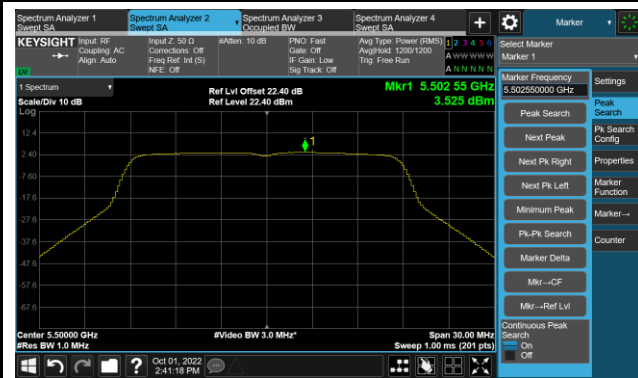 Spectrum Analyzer 1
Swept SA
Spectrum Analyzer 2
Swept SA
Spectrum Analyzer 3
Occupied BW
Spectrum Analyzer 4
Swept SA
+
Marker
KEYSIGHT
Input: RF
Coupling: AC
Align: Auto
Input Z: 50 Ω
Corrections: Off
Freq Ref: Int (S)
NFE: Off
#Atten: 10 dB
PNO: Fast
Gate: Off
IF Gain: Low
Sig Track: Off
Avg Type: Power (RMS)
Avg|Hold: 1200/1200
Trig: Free Run
1 2 3 4 5 6
A W W W W W
A N N N N N
LXI
Select Marker
Marker 1
1 Spectrum
Scale/Div 10 dB
Log
Ref Lvl Offset 22.40 dB
Ref Level 22.40 dBm
Mkr1 5.502 55 GHz
3.525 dBm
1
12.4
2.40
-7.60
-17.6
-27.6
-37.6
-47.6
-57.6
-67.6
Center 5.50000 GHz
#Res BW 1.0 MHz
#Video BW 3.0 MHz*
Span 30.00 MHz
Sweep 1.00 ms (201 pts)
Marker Frequency
5.502550000 GHz
Peak Search
Next Peak
Next Pk Right
Next Pk Left
Minimum Peak
Pk-Pk Search
Marker Delta
Mkr→CF
Mkr→Ref Lvl
Continuous Peak
Search
On
Off
Settings
Peak
Search
Pk Search
Config
Properties
Marker
Function
Marker→
Counter
?
Oct 01, 2022
2:41:18 PM